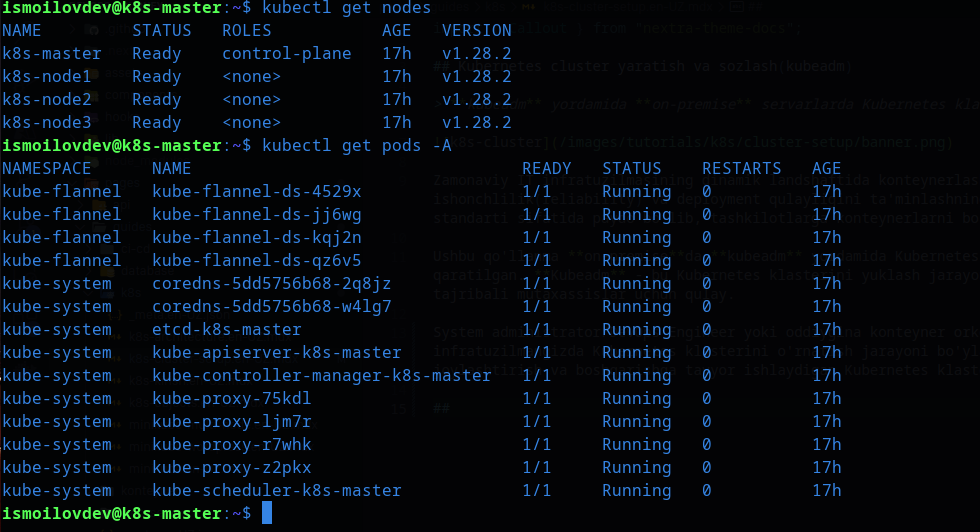 ismoilovdev@k8s-master:~$ kubectl get nodes
NAME STATUS ROLES AGE VERSION
k8s-master Ready control-plane 17h v1.28.2
k8s-node1 Ready <none> 17h v1.28.2
k8s-node2 Ready <none> 17h v1.28.2
k8s-node3 Ready <none> 17h v1.28.2
ismoilovdev@k8s-master:~$ kubectl get pods -A
NAMESPACE NAME READY STATUS RESTARTS AGE
kube-flannel kube-flannel-ds-4529x 1/1 Running 0 17h
kube-flannel kube-flannel-ds-jj6wg 1/1 Running 0 17h
kube-flannel kube-flannel-ds-kqj2n 1/1 Running 0 17h
kube-flannel kube-flannel-ds-qz6v5 1/1 Running 0 17h
kube-system coredns-5dd5756b68-2q8jz 1/1 Running 0 17h
kube-system coredns-5dd5756b68-w4lg7 1/1 Running 0 17h
kube-system etcd-k8s-master 1/1 Running 0 17h
kube-system kube-apiserver-k8s-master 1/1 Running 0 17h
kube-system kube-controller-manager-k8s-master 1/1 Running 0 17h
kube-system kube-proxy-75kdl 1/1 Running 0 17h
kube-system kube-proxy-ljm7r 1/1 Running 0 17h
kube-system kube-proxy-r7whk 1/1 Running 0 17h
kube-system kube-proxy-z2pkx 1/1 Running 0 17h
kube-system kube-scheduler-k8s-master 1/1 Running 0 17h
ismoilovdev@k8s-master:~$